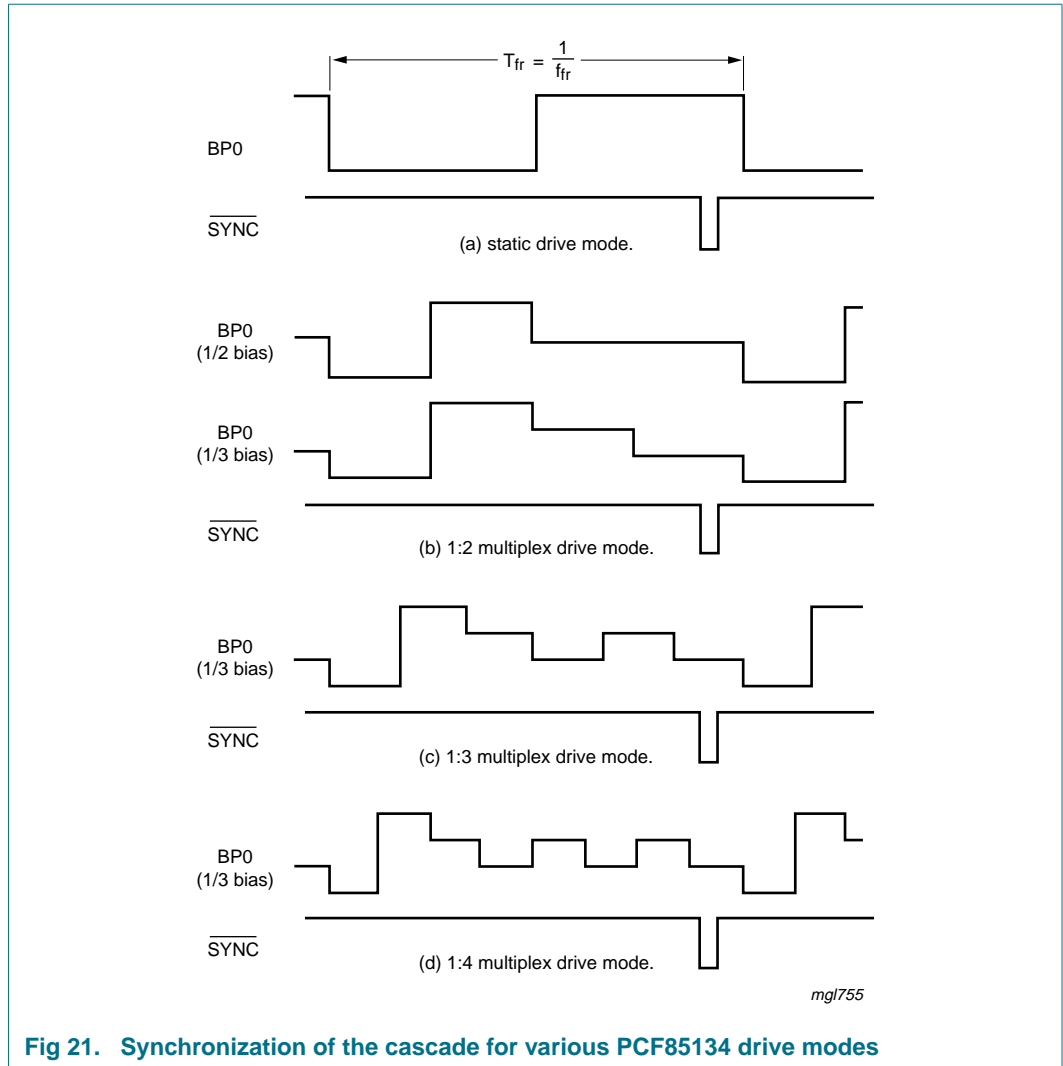 Tfr = 1/ffr
BP0
SYNC
(a) static drive mode.
BP0
(1/2 bias)
BP0
(1/3 bias)
SYNC
(b) 1:2 multiplex drive mode.
BP0
(1/3 bias)
SYNC
(c) 1:3 multiplex drive mode.
BP0
(1/3 bias)
SYNC
(d) 1:4 multiplex drive mode.
mgl755
Fig 21. Synchronization of the cascade for various PCF85134 drive modes